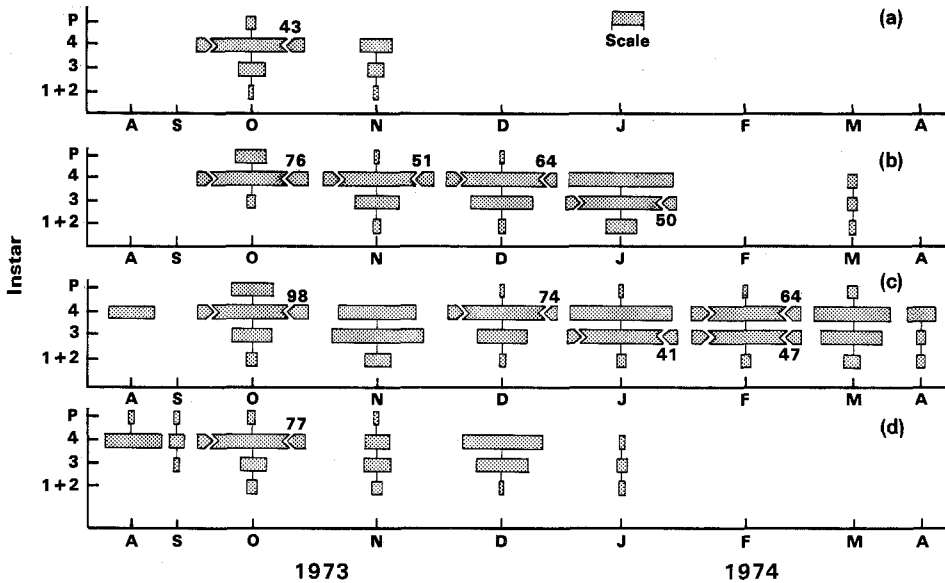 (a)
P
43
4
Scale
3
1+2
A S O N D J F M A
(b)
P
76 51 64
4
3
50
1+2
A S O N D J F M A
Instar
(c)
P
98 74 64
4
3
41 47
1+2
A S O N D J F M A
(d)
P
77
4
3
1+2
A S O N D J F M A
1973 1974